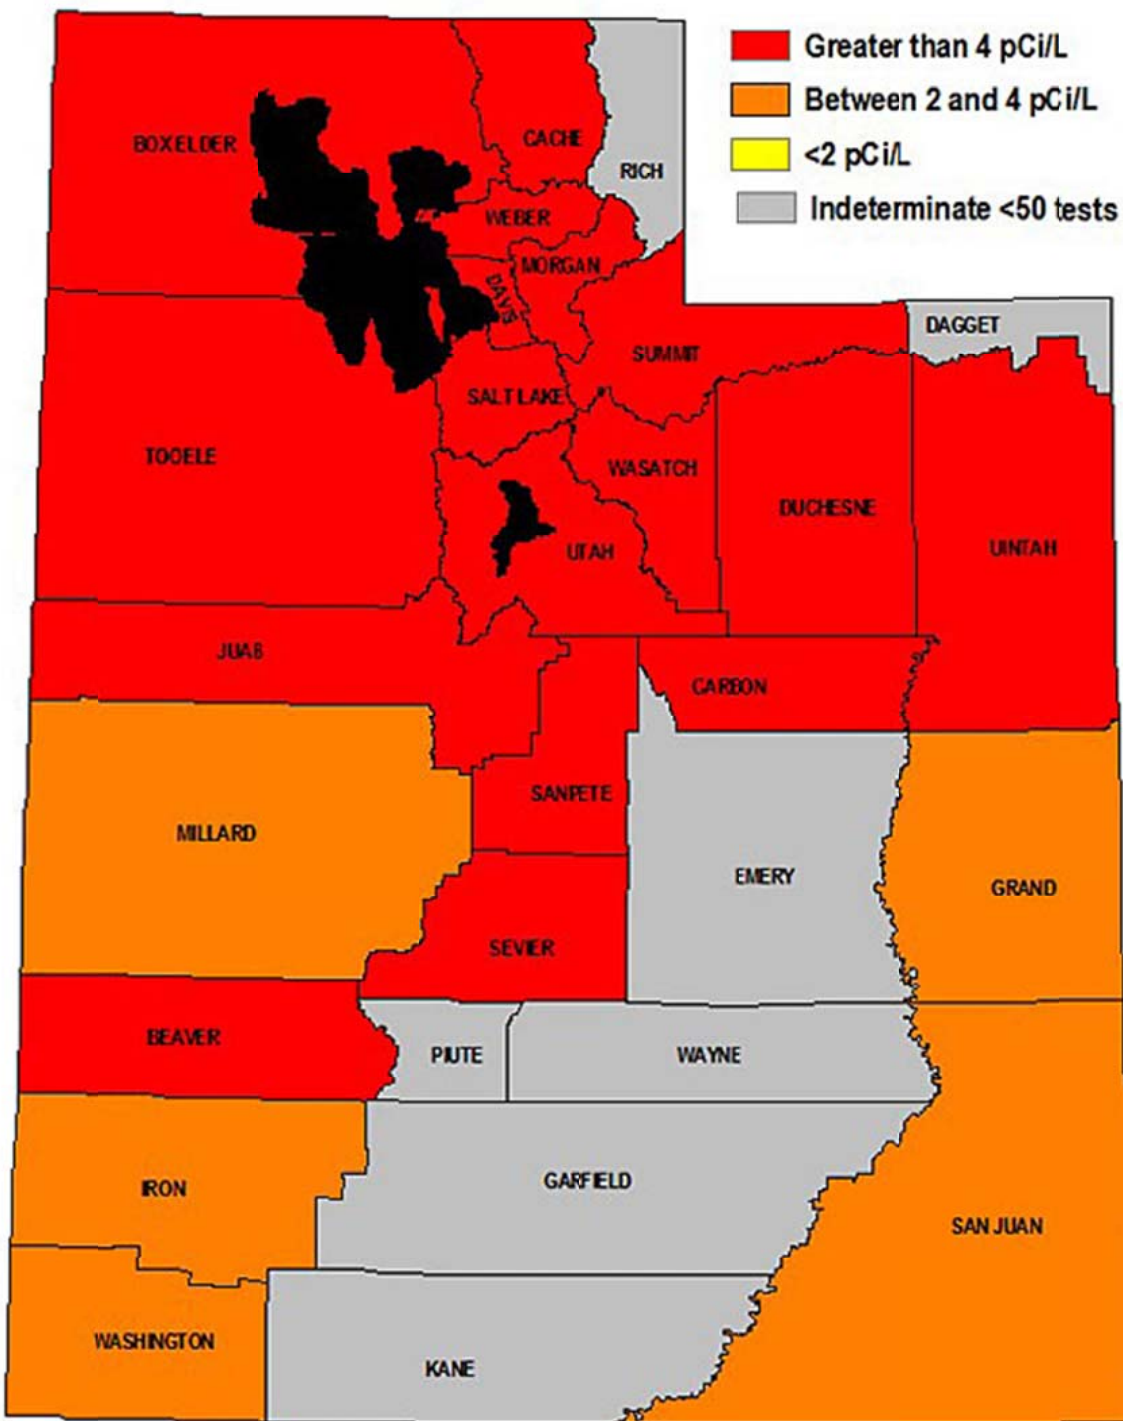 Greater than 4 pCi/L
Between 2 and 4 pCi/L
<2 pCi/L
Indeterminate <50 tests
BOXELDER
CACHE
RICH
WEBER
MORGAN
DAVIS
DAGGET
SUMMIT
SALT LAKE
TOOELE
WASATCH
DUCHESNE
UTAH
UINTAH
JUAB
CARBON
SANPETE
MILLARD
EMERY
GRAND
SEVIER
BEAVER
PIUTE
WAYNE
IRON
GARFIELD
SAN JUAN
WASHINGTON
KANE